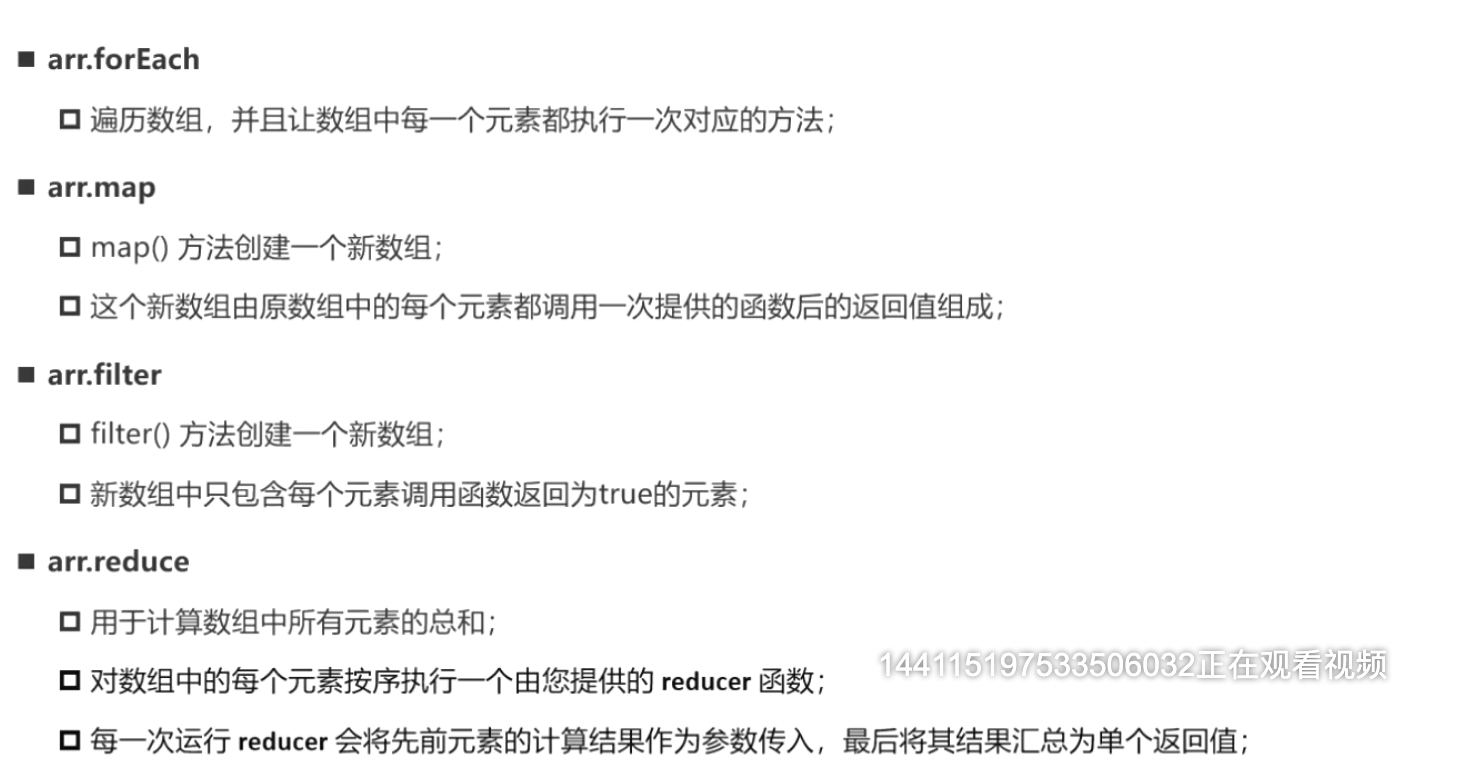 arr.forEach
遍历数组，并且让数组中每一个元素都执行一次对应的方法；
arr.map
map() 方法创建一个新数组；
这个新数组由原数组中的每个元素都调用一次提供的函数后的返回值组成；
arr.filter
filter() 方法创建一个新数组；
新数组中只包含每个元素调用函数返回为true的元素；
arr.reduce
用于计算数组中所有元素的总和；
对数组中的每个元素按序执行一个由您提供的 reducer 函数；
144115197533506032正在观看视频
每一次运行 reducer 会将先前元素的计算结果作为参数传入，最后将其结果汇总为单个返回值；